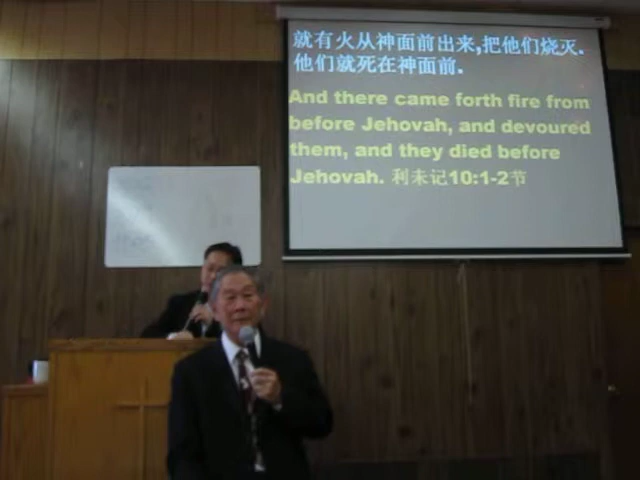 就有火从神面前出来,把他们烧灭.
他们就死在神面前.
And there came forth fire from
before Jehovah, and devoured
them, and they died before
Jehovah. 利未记10:1-2节